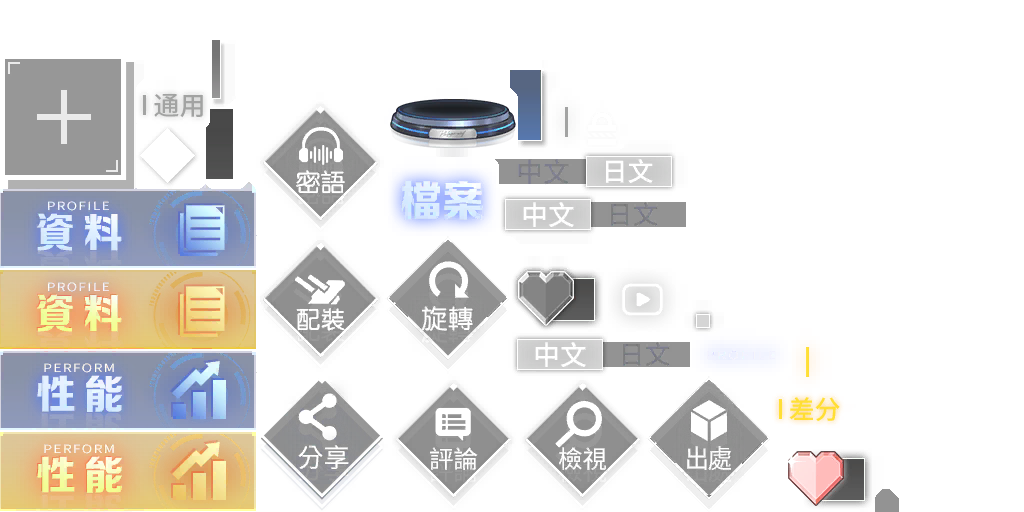 通用
PROFILE
資料
PROFILE
資料
PERFORM
性能
PERFORM
性能
密語
檔案
中文 日文
中文 日文
配裝
旋轉
中文 日文
差分
分享
評論
檢視
出處